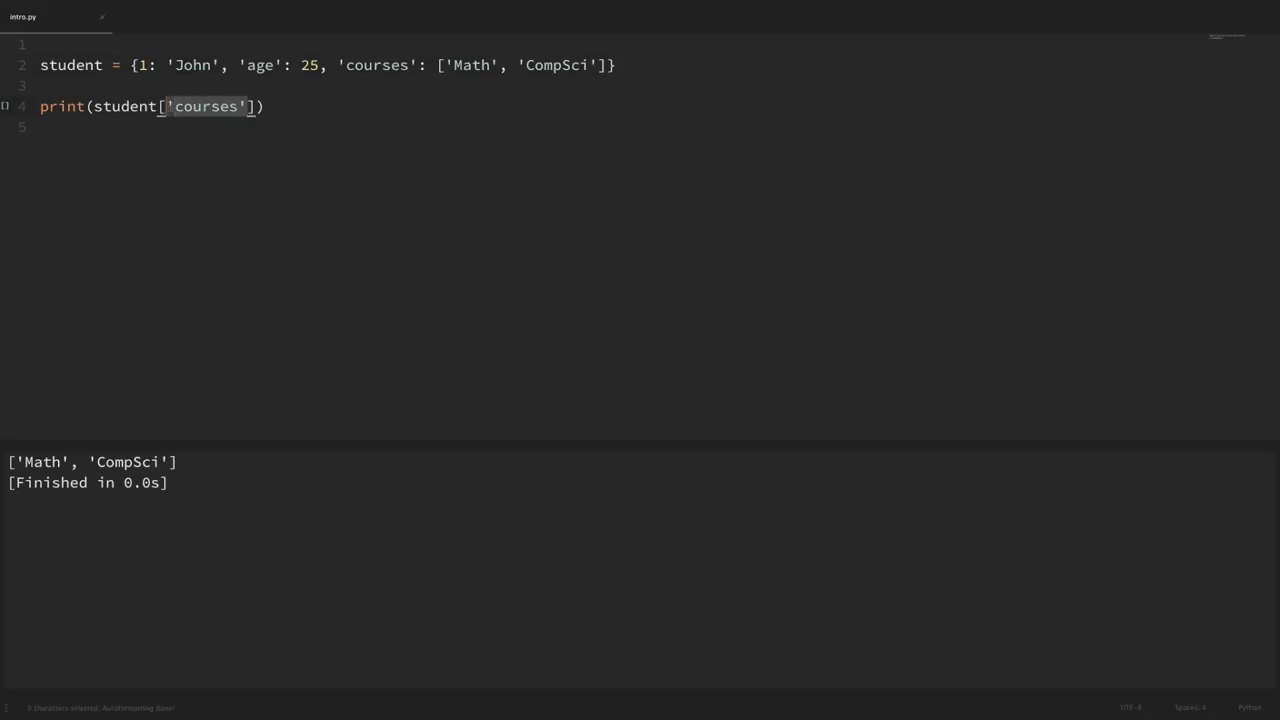 intro.py ×
1
2 student = {1: 'John', 'age': 25, 'courses': ['Math', 'CompSci']}
3
[] 4 print(student['courses'])
5
['Math', 'CompSci']
[Finished in 0.0s]
characters selected; Autoformatting done! UTF-8 Spaces: 4 Python